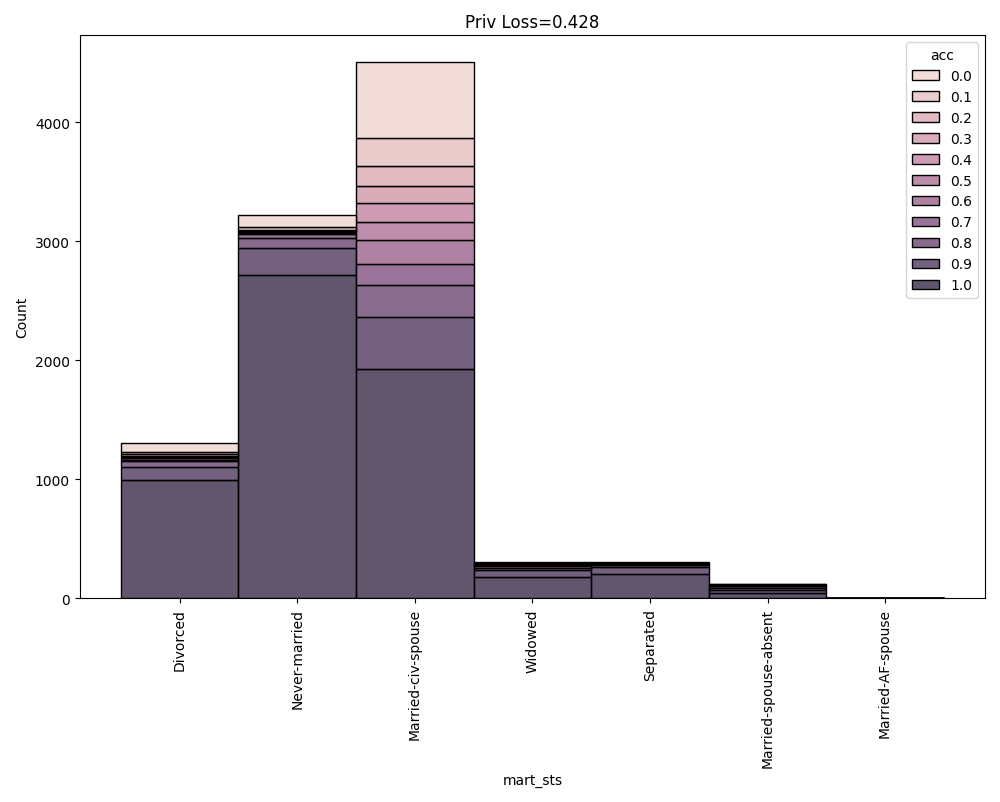 Priv Loss=0.428
acc
0.0
0.1
0.2
0.3
0.4
0.5
0.6
0.7
0.8
0.9
1.0
Count
4000
3000
2000
1000
0
Divorced
Never-married
Married-civ-spouse
Widowed
Separated
Married-spouse-absent
Married-AF-spouse
mart_sts